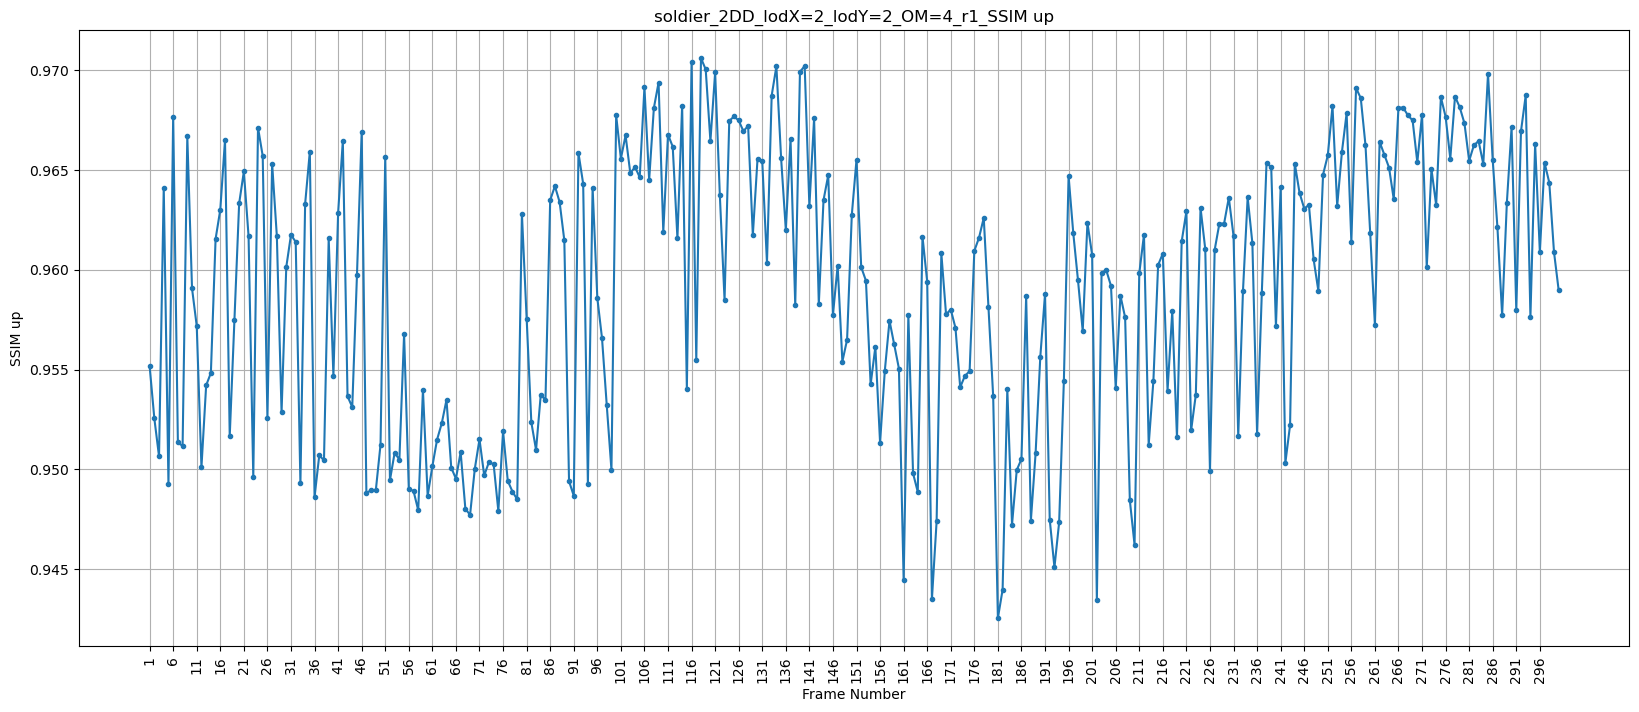 soldier_2DD_lodX=2_lodY=2_OM=4_r1_SSIM up
SSIM up
0.970
0.965
0.960
0.955
0.950
0.945
1 6 11 16 21 26 31 36 41 46 51 56 61 66 71 76 81 86 91 96 101 106 111 116 121 126 131 136 141 146 151 156 161 166 171 176 181 186 191 196 201 206 211 216 221 226 231 236 241 246 251 256 261 266 271 276 281 286 291 296
Frame Number